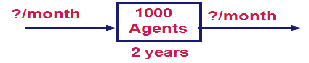 ?/month
1000
Agents
?/month
2 years